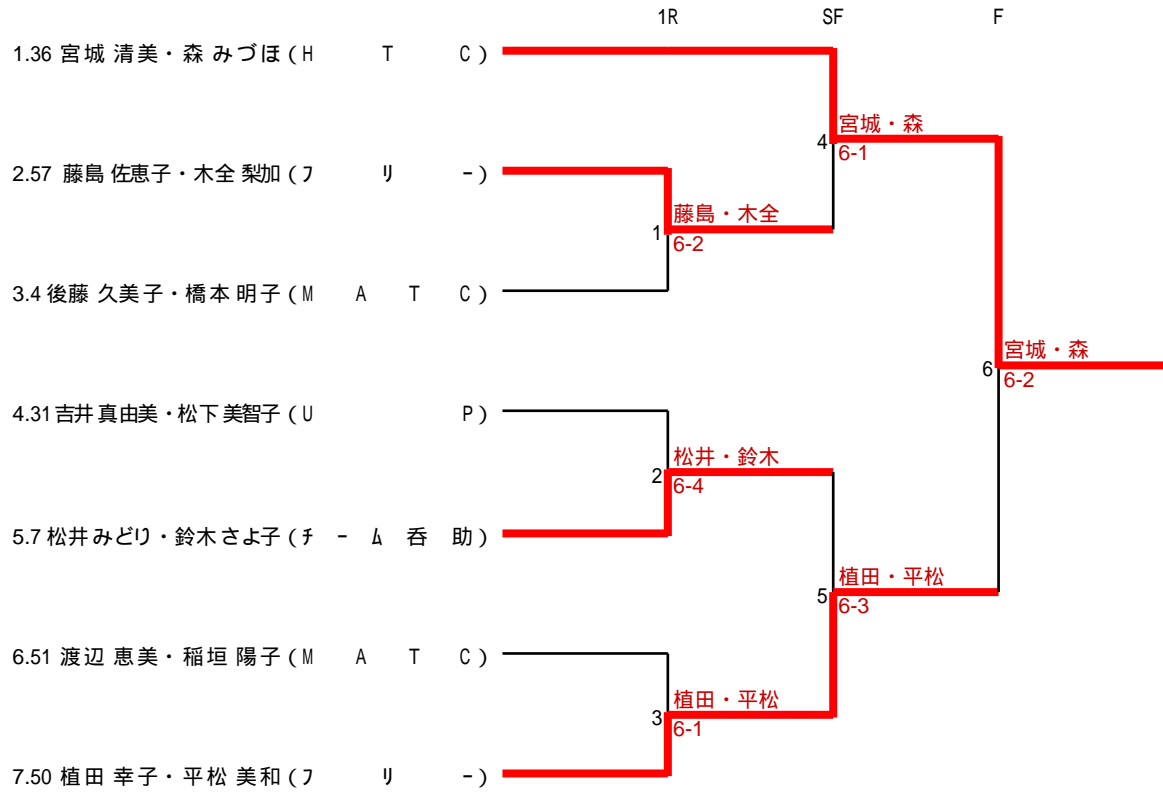 1R SF F
1.36 宮城 清美・森 みづほ (H T C)
4 宮城・森
6-1
2.57 藤島 佐恵子・木全 梨加 (フ リ ー)
1 藤島・木全
6-2
3.4 後藤 久美子・橋本 明子 (M A T C)
6 宮城・森
6-2
4.31 吉井 真由美・松下 美智子 (U P)
2 松井・鈴木
6-4
5.7 松井 みどり・鈴木 さよ子 (チ ー ム 呑 助)
5 植田・平松
6-3
6.51 渡辺 恵美・稲垣 陽子 (M A T C)
3 植田・平松
6-1
7.50 植田 幸子・平松 美和 (フ リ ー)